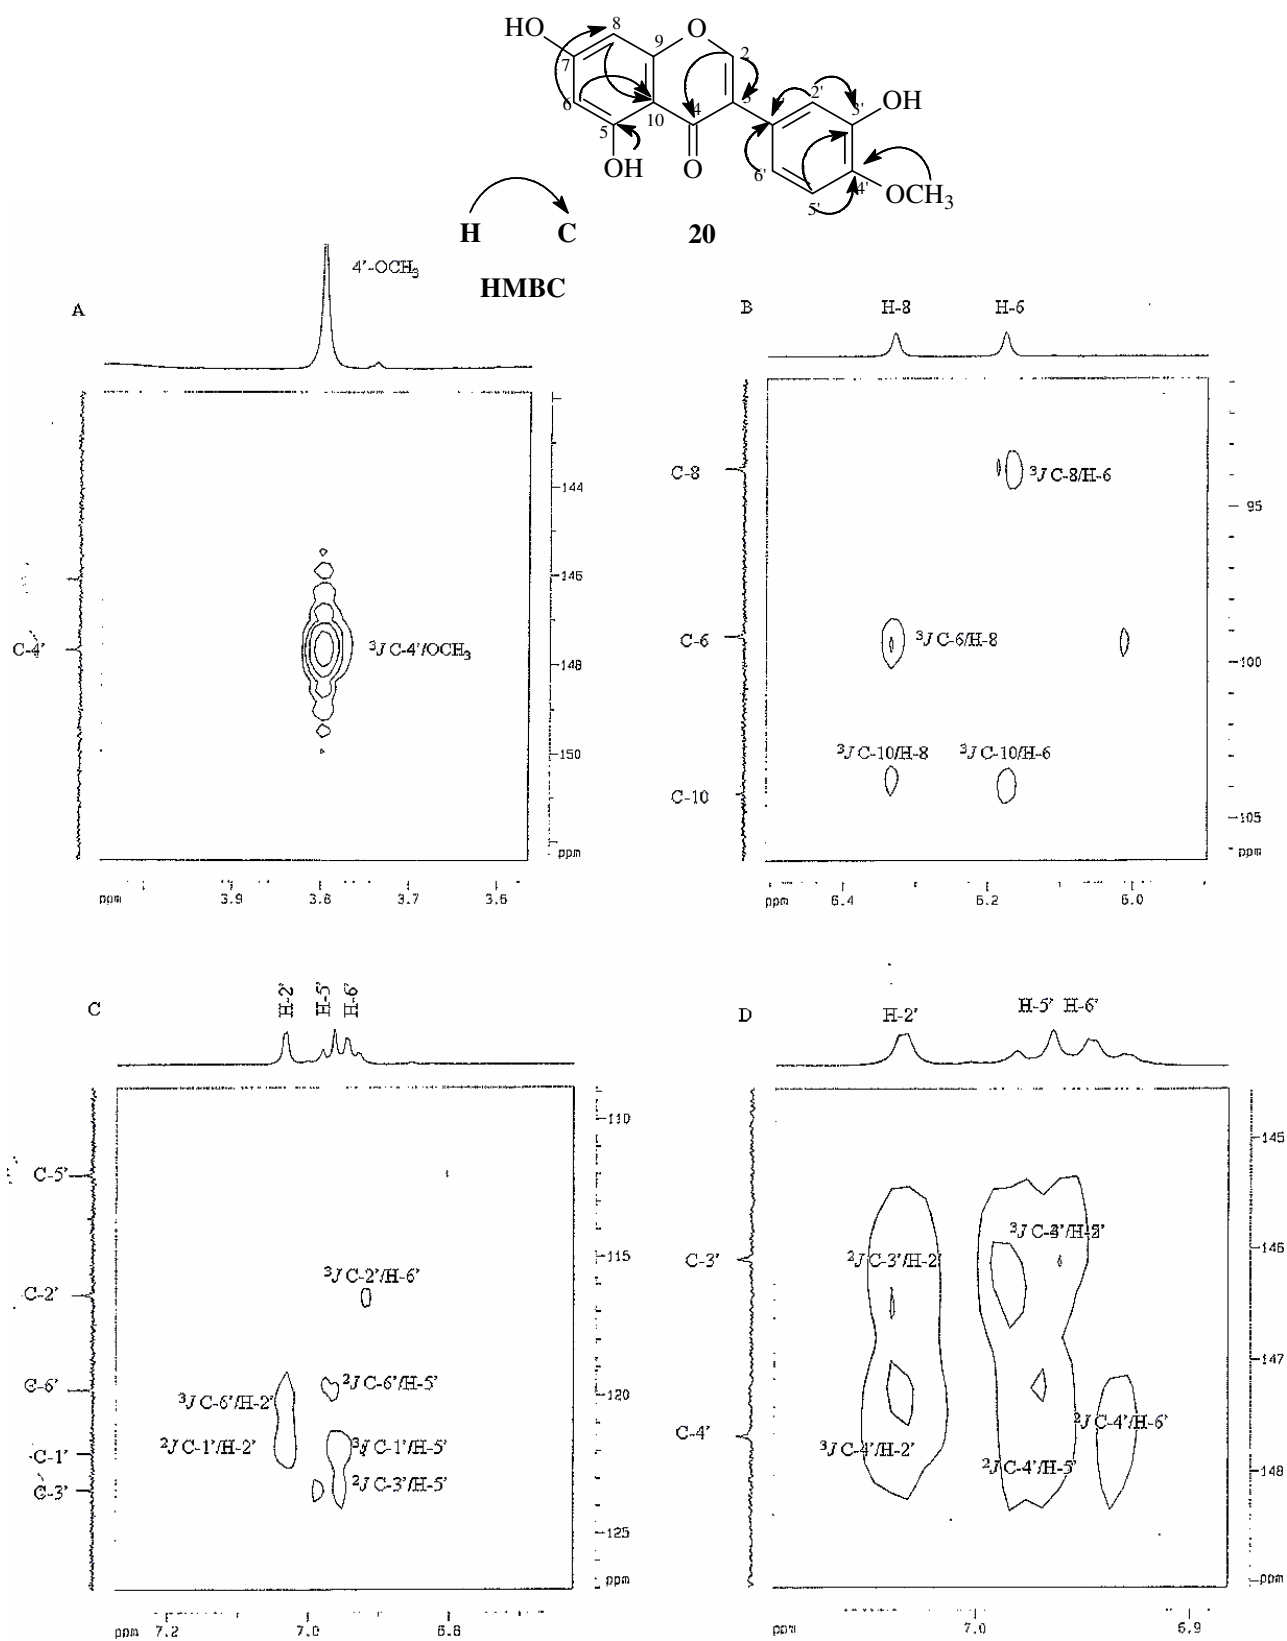 HO
8
9
O
2
7
6
5
10
4
3
2'
3'
OH
OH
O
6'
5'
4'
OCH3
H
C
20
HMBC
A
4'-OCH3
C-4'
³J C-4'/OCH3
144
146
148
150
ppm
ppm
3.9
3.8
3.7
3.6
B
H-8
H-6
C-8
³J C-8/H-6
95
C-6
³J C-6/H-8
100
³J C-10/H-8
³J C-10/H-6
C-10
105
ppm
ppm
6.4
6.2
6.0
C
H-2'
H-5'
H-6'
110
C-5'
115
³J C-2'/H-6'
C-2'
C-6'
²J C-6'/H-5'
120
³J C-6'/H-2'
²J C-1'/H-2'
³J C-1'/H-5'
C-1'
C-3'
²J C-3'/H-5'
125
ppm
ppm
7.2
7.0
6.8
D
H-2'
H-5'
H-6'
145
C-3'
²J C-3'/H-2'
146
147
C-4'
²J C-4'/H-6'
³J C-4'/H-2'
²J C-4'/H-5'
148
ppm
ppm
7.0
6.9